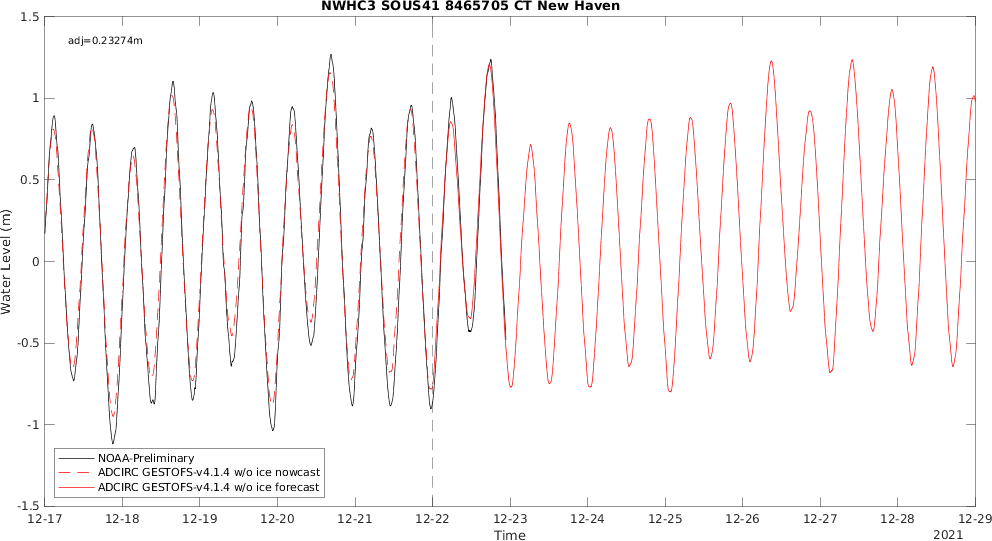 NWHC3 SOUS41 8465705 CT New Haven
adj=0.23274m
1.5
1
0.5
0
-0.5
-1
-1.5
Water Level (m)
NOAA-Preliminary
ADCIRC GESTOFS-v4.1.4 w/o ice nowcast
ADCIRC GESTOFS-v4.1.4 w/o ice forecast
12-17 12-18 12-19 12-20 12-21 12-22 12-23 12-24 12-25 12-26 12-27 12-28 12-29
Time
2021